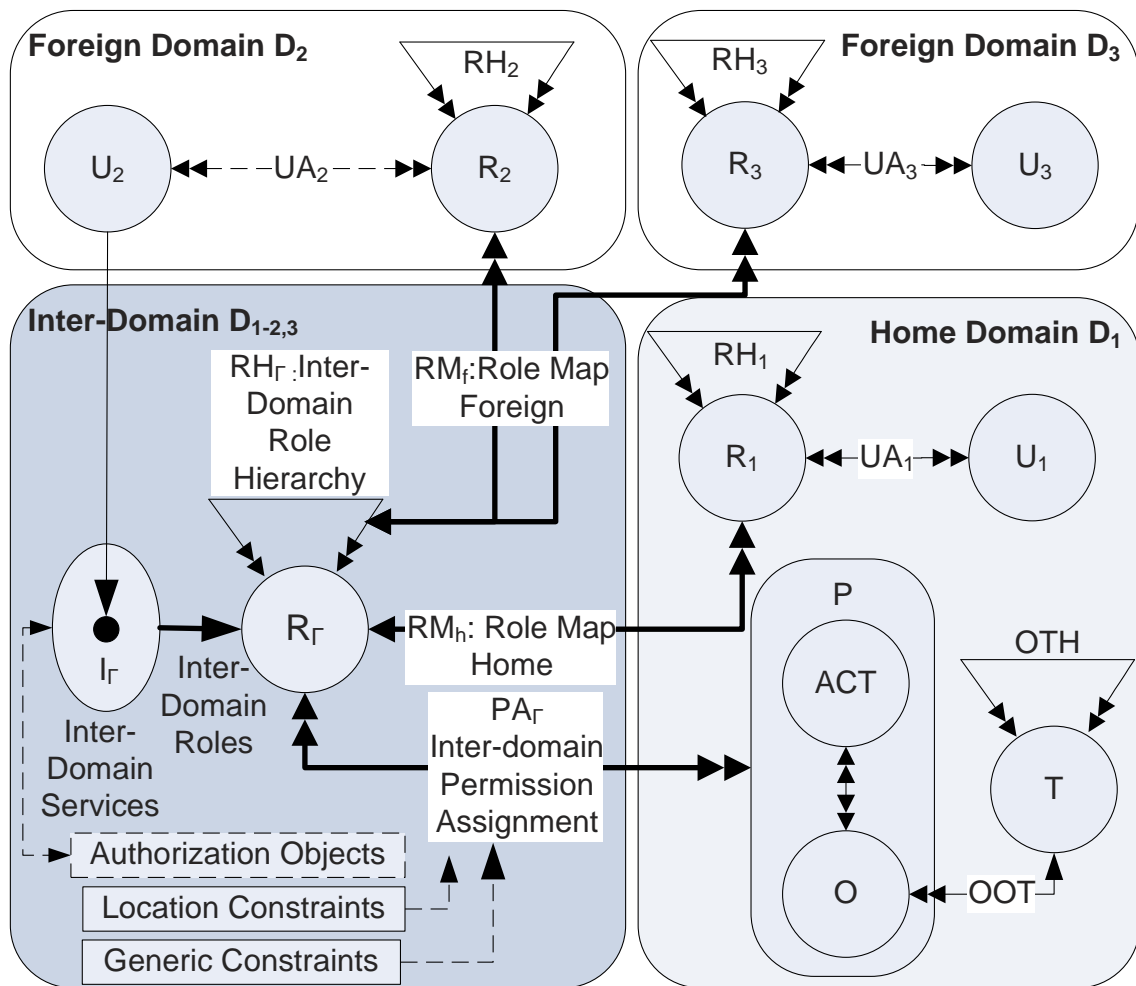 Foreign Domain D₂
RH₂
U₂
UA₂
R₂
Foreign Domain D₃
RH₃
R₃
UA₃
U₃
Inter-Domain D₁₋₂,₃
RH_Γ :Inter-
Domain
Role
Hierarchy
RM_f:Role Map
Foreign
I_Γ
R_Γ
Inter-
Domain
Services
Inter-
Domain
Roles
RM_h: Role Map
Home
PA_Γ
Inter-domain
Permission
Assignment
Authorization Objects
Location Constraints
Generic Constraints
Home Domain D₁
RH₁
R₁
UA₁
U₁
P
ACT
O
OTH
T
OOT